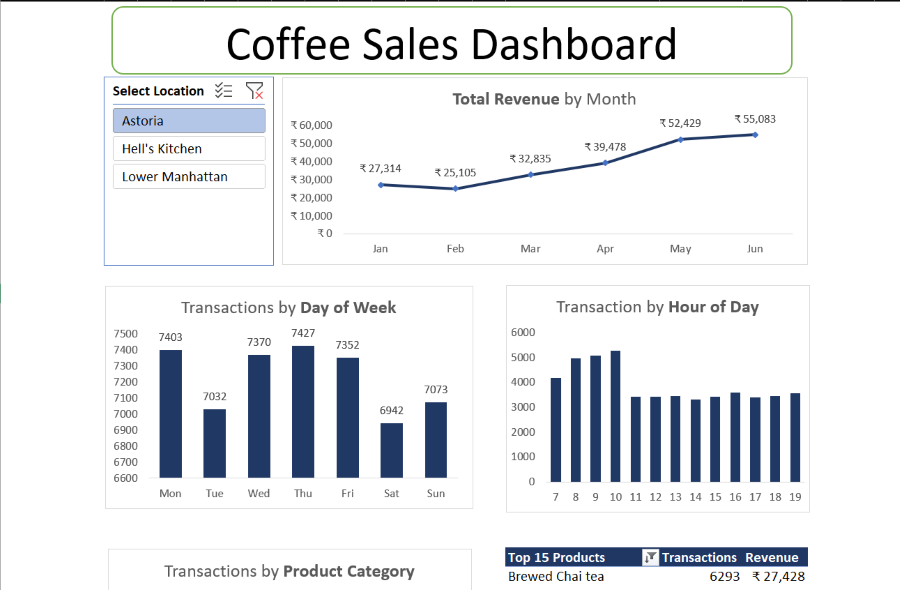 Coffee Sales Dashboard
Select Location
Astoria
Hell's Kitchen
Lower Manhattan
Total Revenue by Month
₹ 60,000
₹ 50,000
₹ 40,000
₹ 30,000
₹ 20,000
₹ 10,000
₹ 0
₹ 27,314
₹ 25,105
₹ 32,835
₹ 39,478
₹ 52,429
₹ 55,083
Jan Feb Mar Apr May Jun
Transactions by Day of Week
7500
7400
7300
7200
7100
7000
6900
6800
6700
6600
7403
7032
7370
7427
7352
6942
7073
Mon Tue Wed Thu Fri Sat Sun
Transaction by Hour of Day
6000
5000
4000
3000
2000
1000
0
7 8 9 10 11 12 13 14 15 16 17 18 19
Transactions by Product Category
Top 15 Products Transactions Revenue
Brewed Chai tea 6293 ₹ 27,428